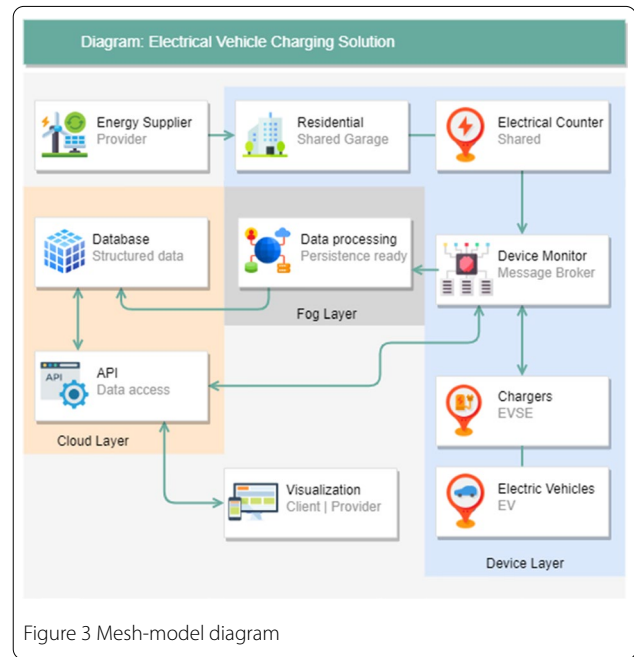 Diagram: Electrical Vehicle Charging Solution
Energy Supplier
Provider
Residential
Shared Garage
Electrical Counter
Shared
Database
Structured data
Data processing
Persistence ready
Device Monitor
Message Broker
Fog Layer
API
API
Data access
Chargers
EVSE
Cloud Layer
Visualization
Client | Provider
Electric Vehicles
EV
Device Layer
Figure 3 Mesh-model diagram